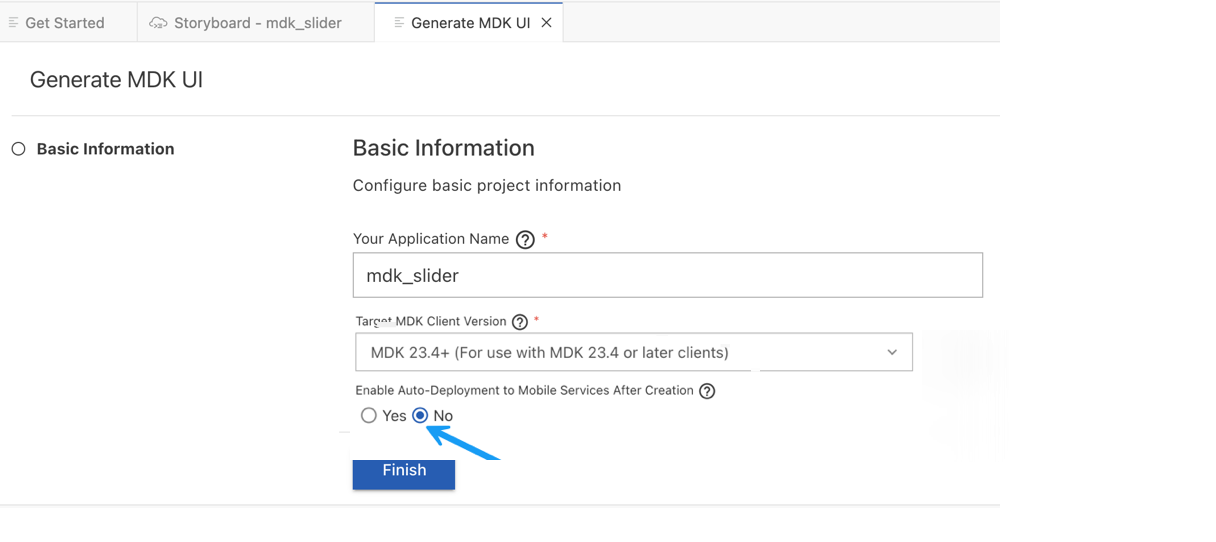 Get Started
Storyboard - mdk_slider
Generate MDK UI
Generate MDK UI
Basic Information
Basic Information
Configure basic project information
Your Application Name ? *
mdk_slider
Target MDK Client Version ? *
MDK 23.4+ (For use with MDK 23.4 or later clients)
Enable Auto-Deployment to Mobile Services After Creation ?
Yes No
Finish